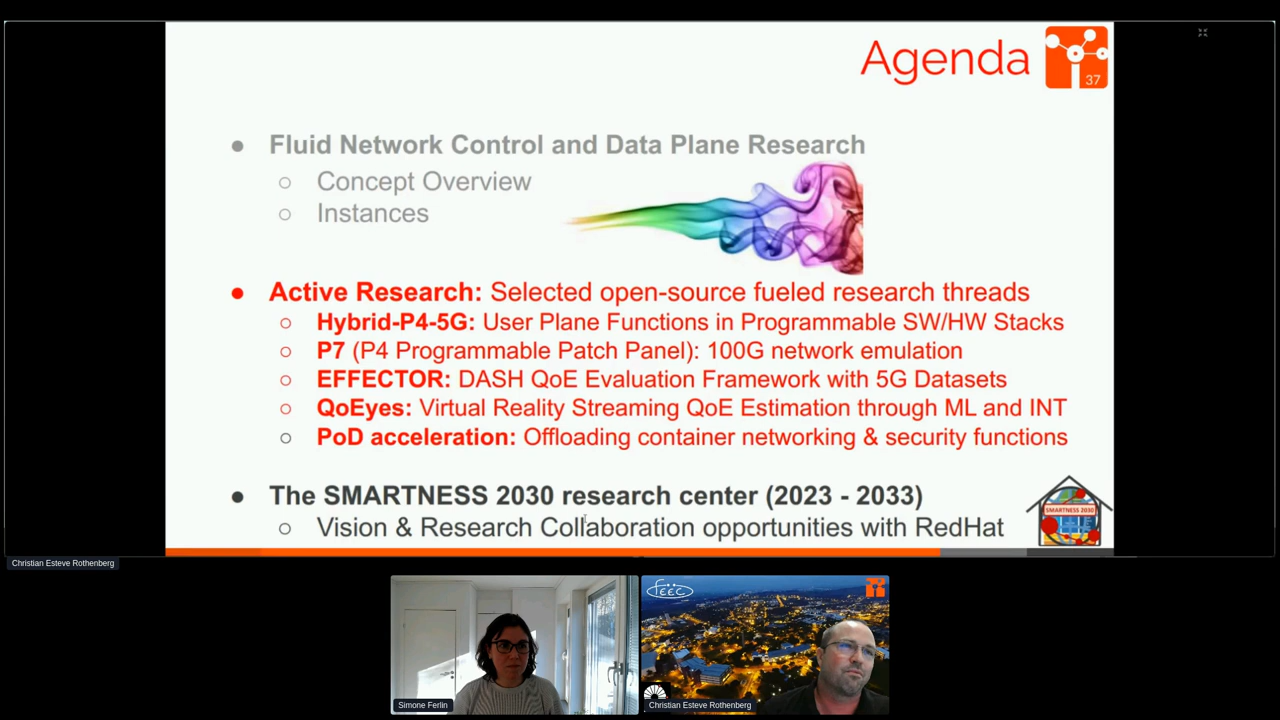 Agenda
37
Fluid Network Control and Data Plane Research
Concept Overview
Instances
Active Research: Selected open-source fueled research threads
Hybrid-P4-5G: User Plane Functions in Programmable SW/HW Stacks
P7 (P4 Programmable Patch Panel): 100G network emulation
EFFECTOR: DASH QoE Evaluation Framework with 5G Datasets
QoEyes: Virtual Reality Streaming QoE Estimation through ML and INT
PoD acceleration: Offloading container networking & security functions
The SMARTNESS 2030 research center (2023 - 2033)
Vision & Research Collaboration opportunities with RedHat
SMARTNESS 2030
Christian Esteve Rothenberg
FEEC
Simone Ferlin
Christian Esteve Rothenberg